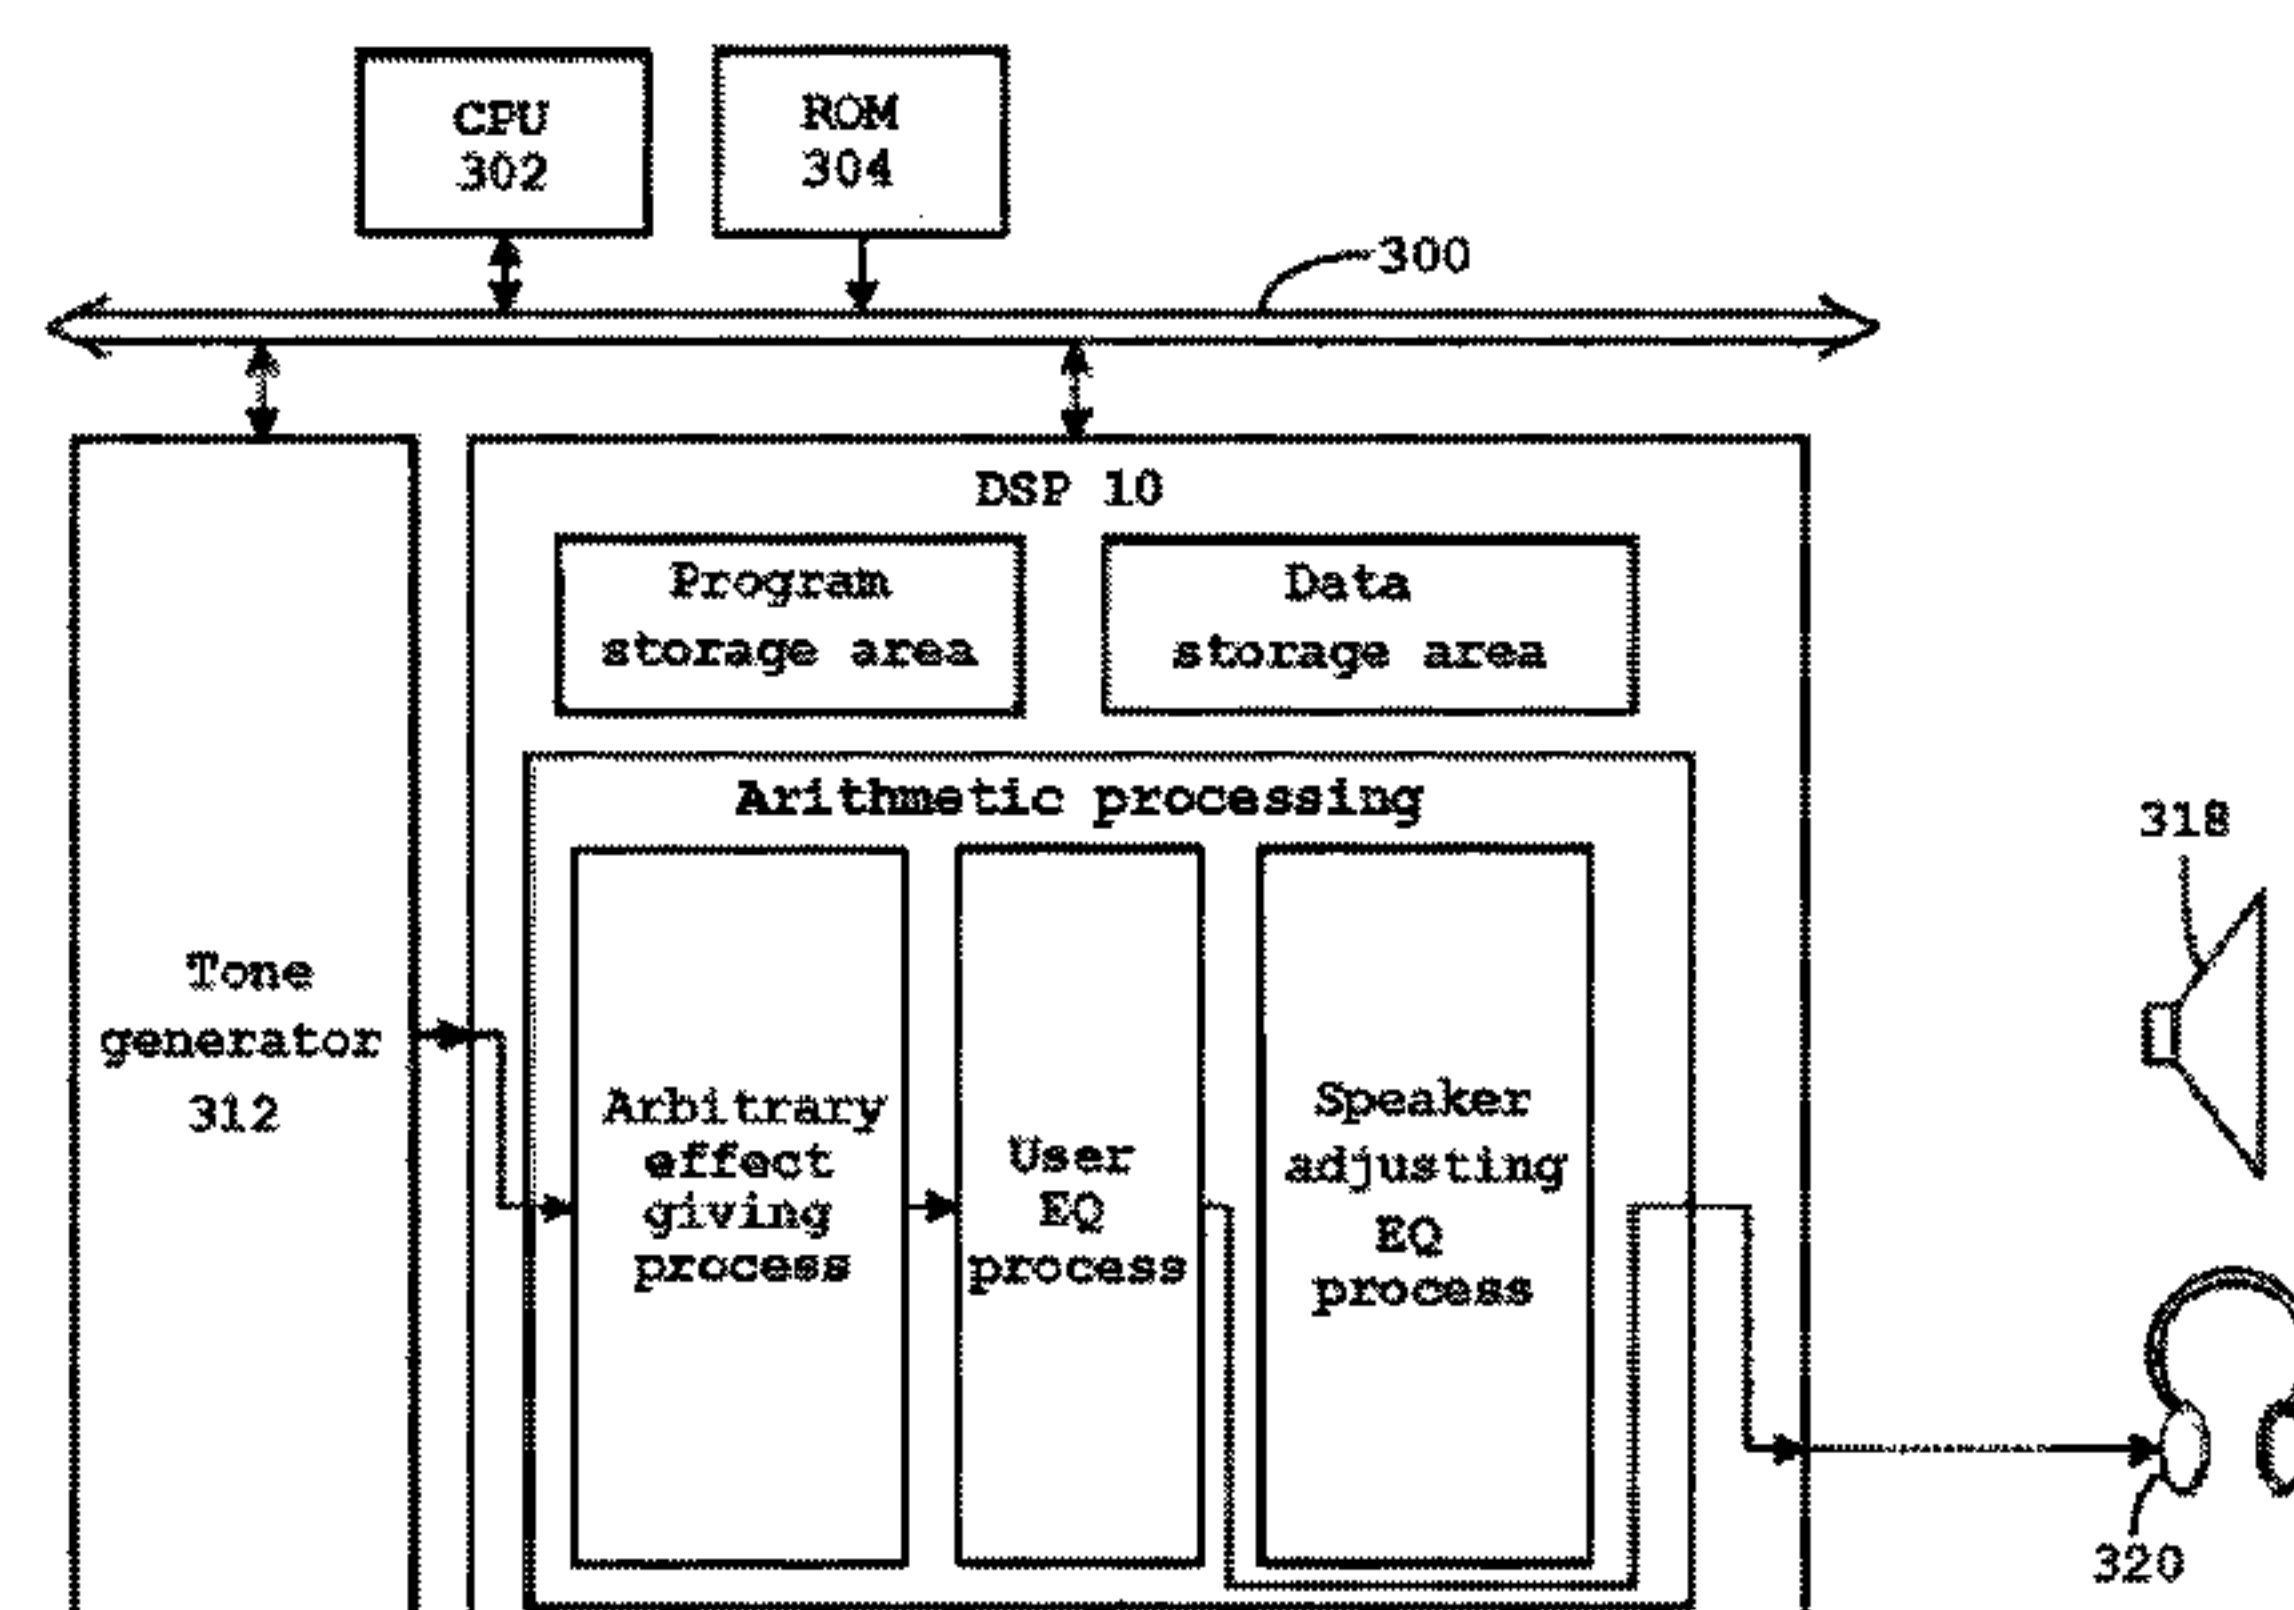 CPU
302
ROM
304
300
DSP 10
Program
storage area
Data
storage area
Arithmetic processing
318
Tone
generator
312
Arbitrary
effect
giving
process
User
EQ
process
Speaker
adjusting
EQ
process
320